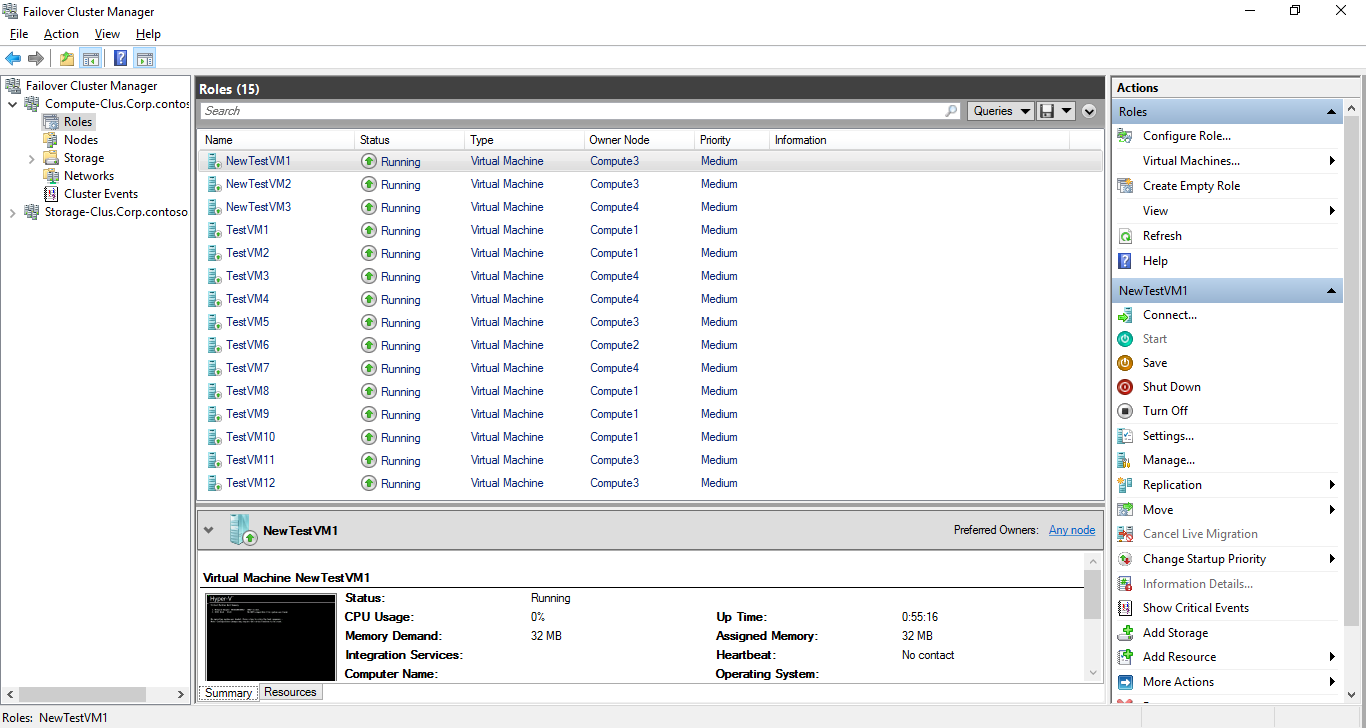 Failover Cluster Manager
File Action View Help
Failover Cluster Manager
Compute-Clus.Corp.contos
Roles
Nodes
Storage
Networks
Cluster Events
Storage-Clus.Corp.contoso
Roles (15)
Search
Queries
Name Status Type Owner Node Priority Information
NewTestVM1 Running Virtual Machine Compute3 Medium
NewTestVM2 Running Virtual Machine Compute3 Medium
NewTestVM3 Running Virtual Machine Compute4 Medium
TestVM1 Running Virtual Machine Compute1 Medium
TestVM2 Running Virtual Machine Compute1 Medium
TestVM3 Running Virtual Machine Compute4 Medium
TestVM4 Running Virtual Machine Compute4 Medium
TestVM5 Running Virtual Machine Compute3 Medium
TestVM6 Running Virtual Machine Compute2 Medium
TestVM7 Running Virtual Machine Compute4 Medium
TestVM8 Running Virtual Machine Compute1 Medium
TestVM9 Running Virtual Machine Compute1 Medium
TestVM10 Running Virtual Machine Compute1 Medium
TestVM11 Running Virtual Machine Compute3 Medium
TestVM12 Running Virtual Machine Compute3 Medium
NewTestVM1 Preferred Owners: Any node
Virtual Machine NewTestVM1
Hyper-V
Status: Running
CPU Usage: 0% Up Time: 0:55:16
Memory Demand: 32 MB Assigned Memory: 32 MB
Integration Services: Heartbeat: No contact
Computer Name: Operating System:
Summary Resources
Actions
Roles
Configure Role...
Virtual Machines...
Create Empty Role
View
Refresh
Help
NewTestVM1
Connect...
Start
Save
Shut Down
Turn Off
Settings...
Manage...
Replication
Move
Cancel Live Migration
Change Startup Priority
Information Details...
Show Critical Events
Add Storage
Add Resource
More Actions
Roles: NewTestVM1